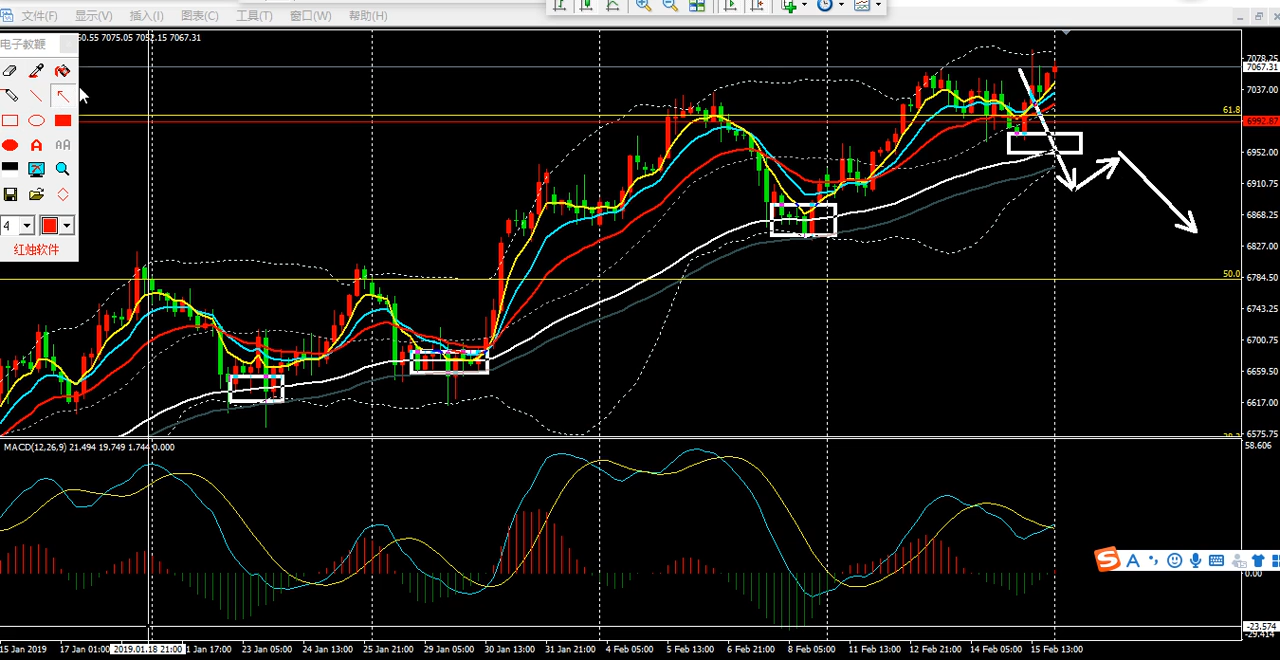 文件(F) 显示(V) 插入(I) 图表(C) 工具(T) 窗口(W) 帮助(H)
电子教鞭
7075.05 7052.15 7067.31
A AA
4
红烛软件
7078.25
7067.31
7037.00
61.8
6992.87
6952.00
6910.75
6868.25
6827.00
50.0
6784.50
6743.25
6700.75
6659.50
6617.00
6575.75
MACD(12,26,9) 21.494 19.749 1.744 0.000
58.606
S A
0.00
-23.574
-29.414
15 Jan 2019 17 Jan 01:00 2019.01.18 21:00 Jan 17:00 23 Jan 05:00 24 Jan 13:00 25 Jan 21:00 29 Jan 05:00 30 Jan 13:00 31 Jan 21:00 4 Feb 05:00 5 Feb 13:00 6 Feb 21:00 8 Feb 05:00 11 Feb 13:00 12 Feb 21:00 14 Feb 05:00 15 Feb 13:00